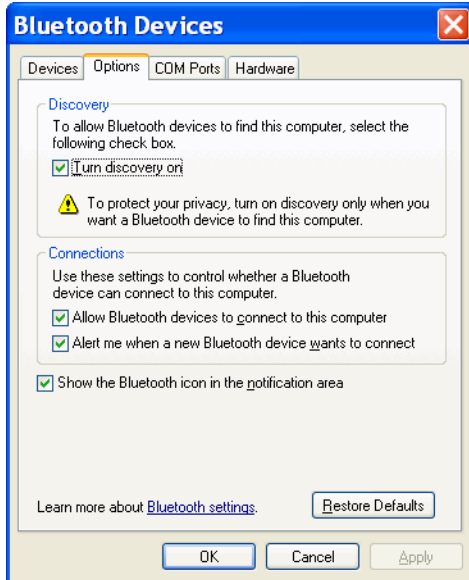 Bluetooth Devices
Devices Options COM Ports Hardware
Discovery
To allow Bluetooth devices to find this computer, select the
following check box.
Turn discovery on
To protect your privacy, turn on discovery only when you
want a Bluetooth device to find this computer.
Connections
Use these settings to control whether a Bluetooth
device can connect to this computer.
Allow Bluetooth devices to connect to this computer
Alert me when a new Bluetooth device wants to connect
Show the Bluetooth icon in the notification area
Learn more about Bluetooth settings. Restore Defaults
OK Cancel Apply